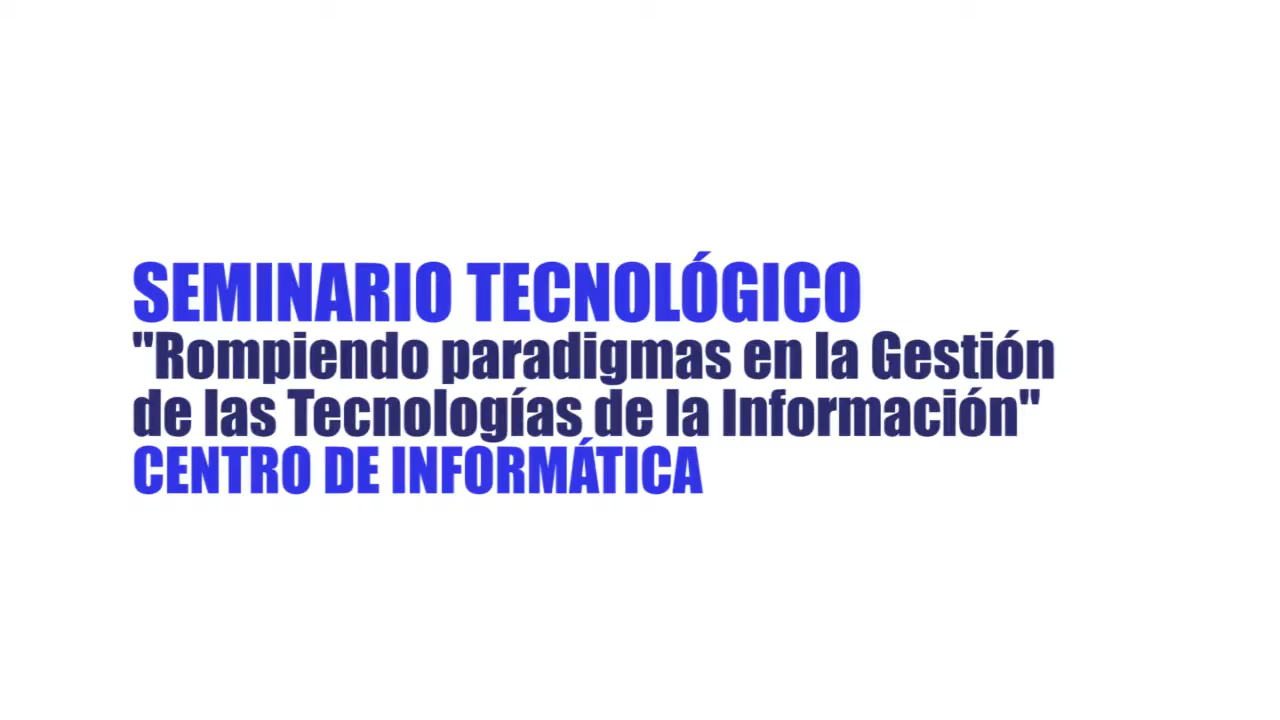 SEMINARIO TECNOLÓGICO
"Rompiendo paradigmas en la Gestión
de las Tecnologías de la Información"
CENTRO DE INFORMÁTICA